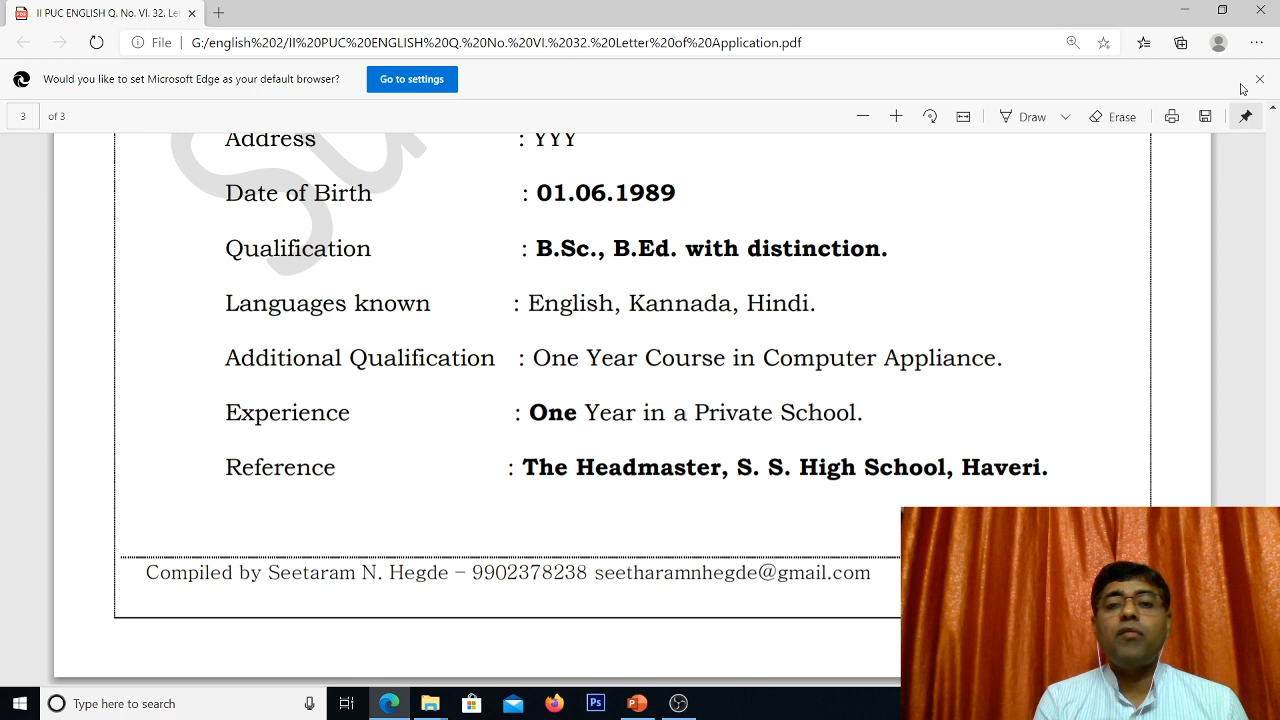 II PUC ENGLISH Q. No. VI. 32. Le
File
G:/english%202/II%20PUC%20ENGLISH%20Q.%20No.%20VI.%2032.%20Letter%20of%20Application.pdf
Would you like to set Microsoft Edge as your default browser?
Go to settings
3 of 3
Draw
Erase
Address : YYY
Date of Birth : 01.06.1989
Qualification : B.Sc., B.Ed. with distinction.
Languages known : English, Kannada, Hindi.
Additional Qualification : One Year Course in Computer Appliance.
Experience : One Year in a Private School.
Reference : The Headmaster, S. S. High School, Haveri.
Compiled by Seetaram N. Hegde – 9902378238 seetharamnhegde@gmail.com
Type here to search
Ps